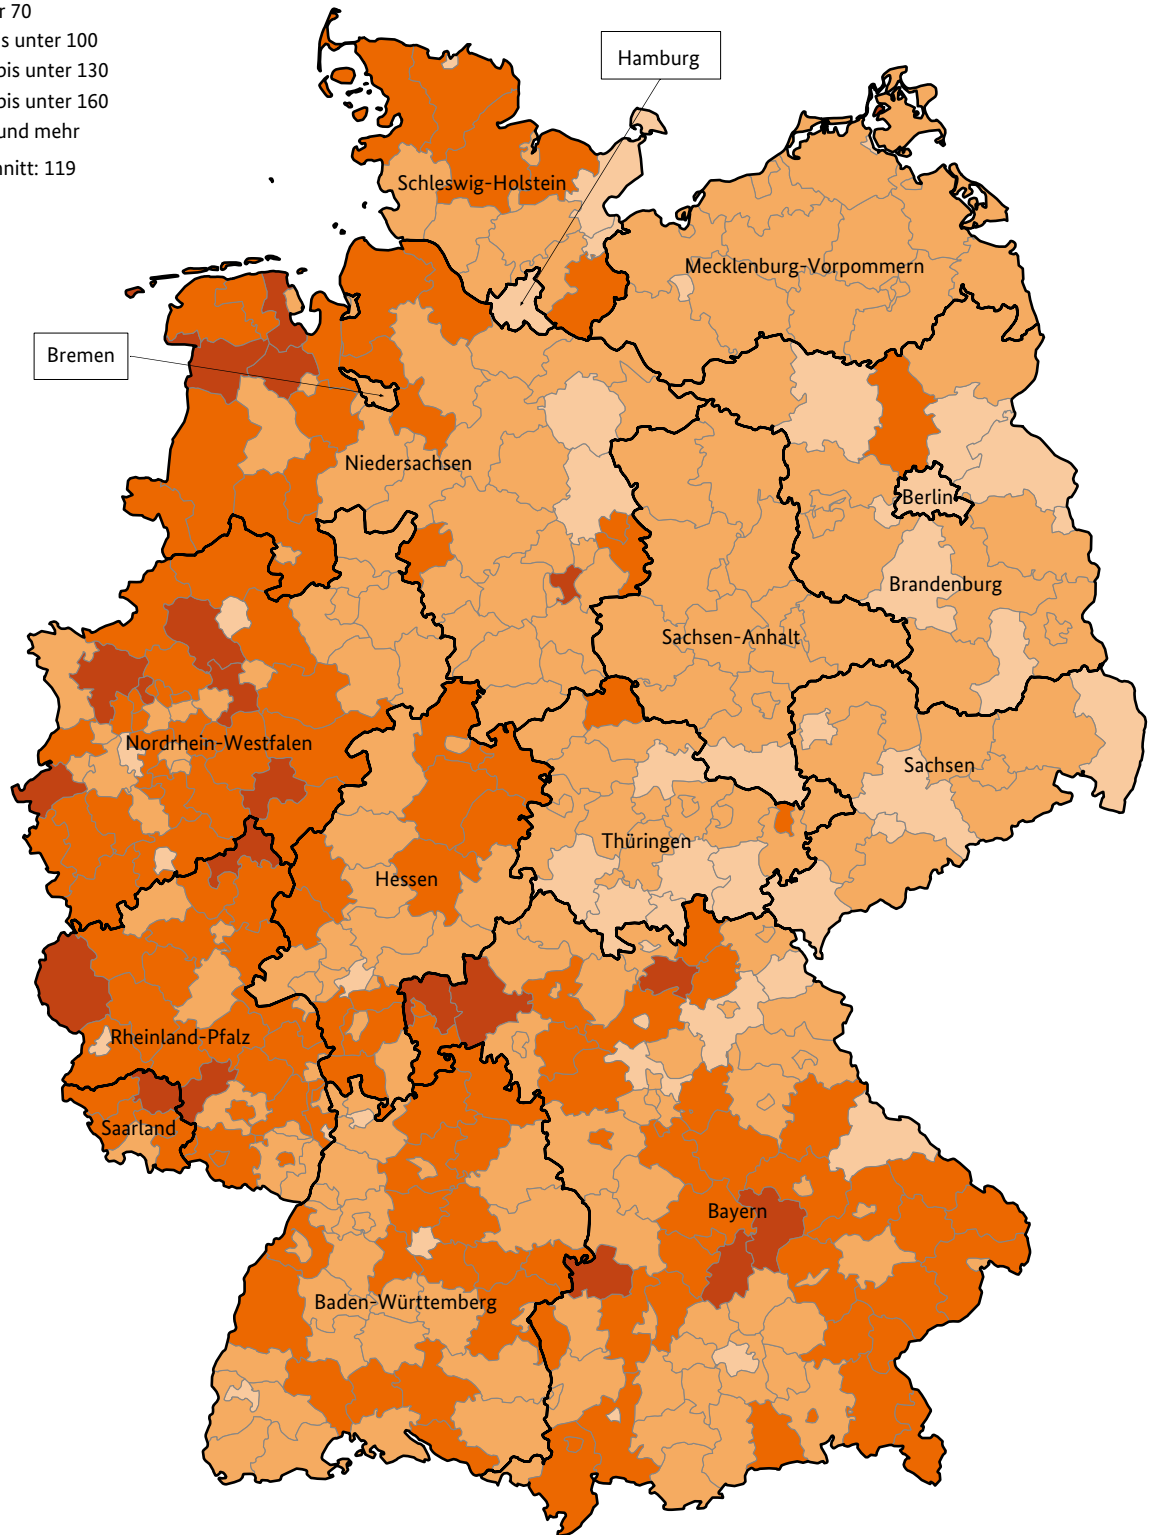 r 70
s unter 100
bis unter 130
bis unter 160
und mehr
nitt: 119
Hamburg
Schleswig-Holstein
Mecklenburg-Vorpommern
Bremen
Niedersachsen
Berlin
Brandenburg
Sachsen-Anhalt
Nordrhein-Westfalen
Sachsen
Thüringen
Hessen
Rheinland-Pfalz
Saarland
Bayern
Baden-Württemberg